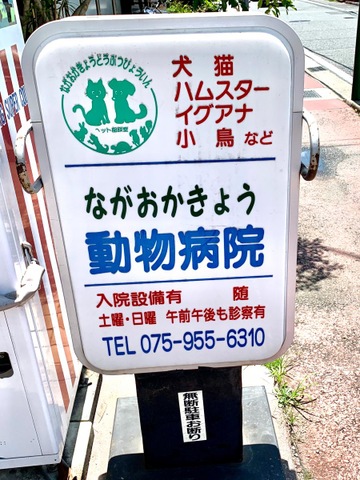 ながおかきょうどうぶつびょういん
ペット相談室
犬 猫
ハムスター
イグアナ
小 鳥 など
ながおかきょう
動物病院
入院設備有 随
土曜・日曜 午前午後も診察有
TEL 075-955-6310
無断駐車お断り